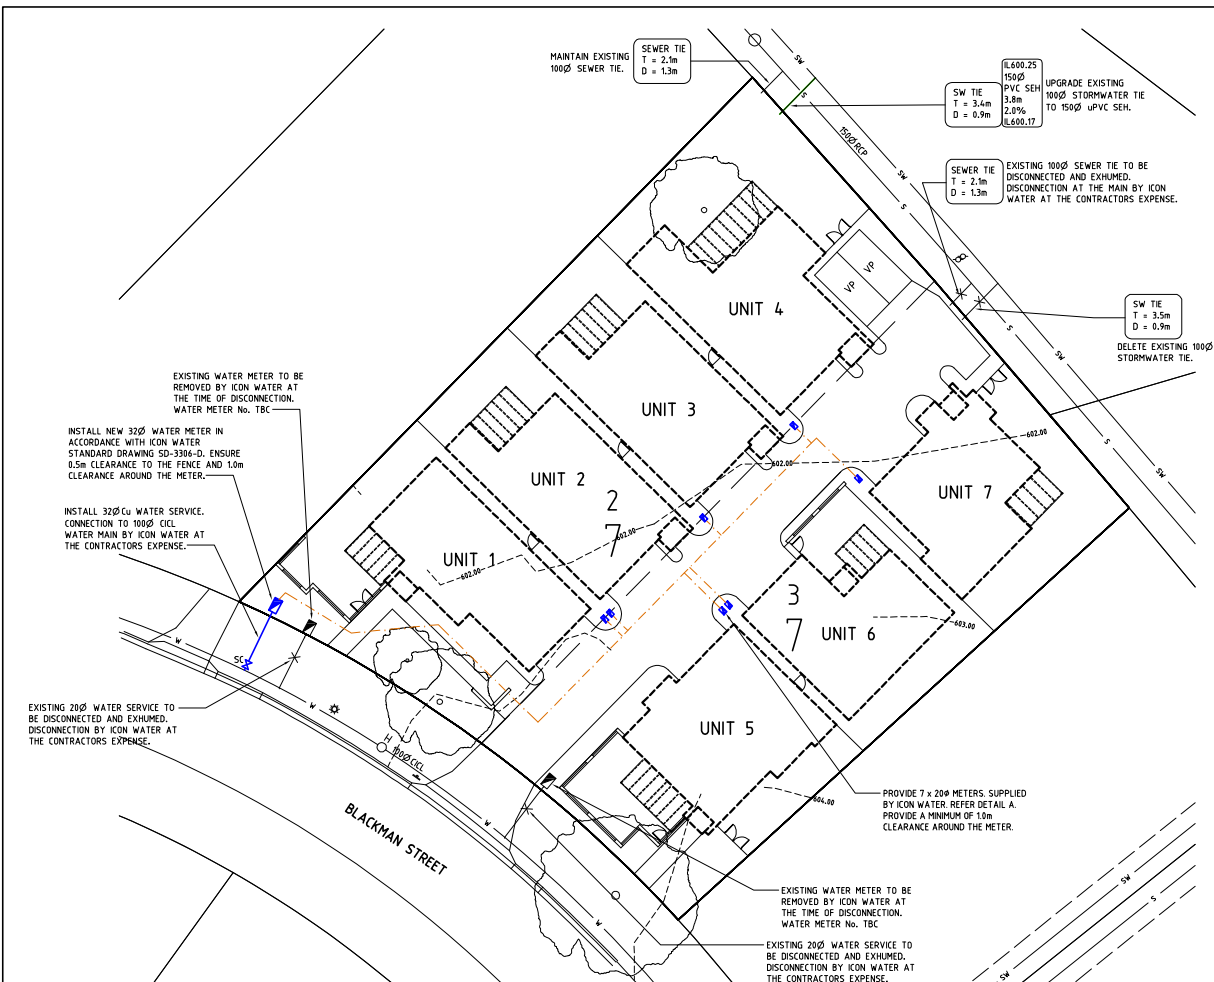 MAINTAIN EXISTING
100Ø SEWER TIE.
SEWER TIE
T = 2.1m
D = 1.3m
SW TIE
T = 3.4m
D = 0.9m
IL600.25
150Ø
PVC SEH
3.8m
2.0%
IL600.17
UPGRADE EXISTING
100Ø STORMWATER TIE
TO 150Ø uPVC SEH.
SEWER TIE
T = 2.1m
D = 1.3m
EXISTING 100Ø SEWER TIE TO BE
DISCONNECTED AND EXHUMED.
DISCONNECTION AT THE MAIN BY ICON
WATER AT THE CONTRACTORS EXPENSE.
SW TIE
T = 3.5m
D = 0.9m
DELETE EXISTING 100Ø
STORMWATER TIE.
SW
S
150Ø RCP
SW
S
SW
S
SW
S
SW
VP
VP
UNIT 4
UNIT 3
UNIT 2
UNIT 1
UNIT 7
UNIT 6
UNIT 5
2
7
3
7
602.00
602.00
602.00
602.00
603.00
604.00
EXISTING WATER METER TO BE
REMOVED BY ICON WATER AT
THE TIME OF DISCONNECTION.
WATER METER No. TBC
INSTALL NEW 32Ø WATER METER IN
ACCORDANCE WITH ICON WATER
STANDARD DRAWING SD-3306-D. ENSURE
0.5m CLEARANCE TO THE FENCE AND 1.0m
CLEARANCE AROUND THE METER.
INSTALL 32Ø Cu WATER SERVICE.
CONNECTION TO 100Ø CICL
WATER MAIN BY ICON WATER AT
THE CONTRACTORS EXPENSE.
EXISTING 20Ø WATER SERVICE TO
BE DISCONNECTED AND EXHUMED.
DISCONNECTION BY ICON WATER AT
THE CONTRACTORS EXPENSE.
W
W
W
H
100Ø CICL
W
W
BLACKMAN STREET
PROVIDE 7 x 20Ø METERS. SUPPLIED
BY ICON WATER. REFER DETAIL A.
PROVIDE A MINIMUM OF 1.0m
CLEARANCE AROUND THE METER.
EXISTING WATER METER TO BE
REMOVED BY ICON WATER AT
THE TIME OF DISCONNECTION.
WATER METER No. TBC
EXISTING 20Ø WATER SERVICE TO
BE DISCONNECTED AND EXHUMED.
DISCONNECTION BY ICON WATER AT
THE CONTRACTORS EXPENSE.
SW
S
SW
S